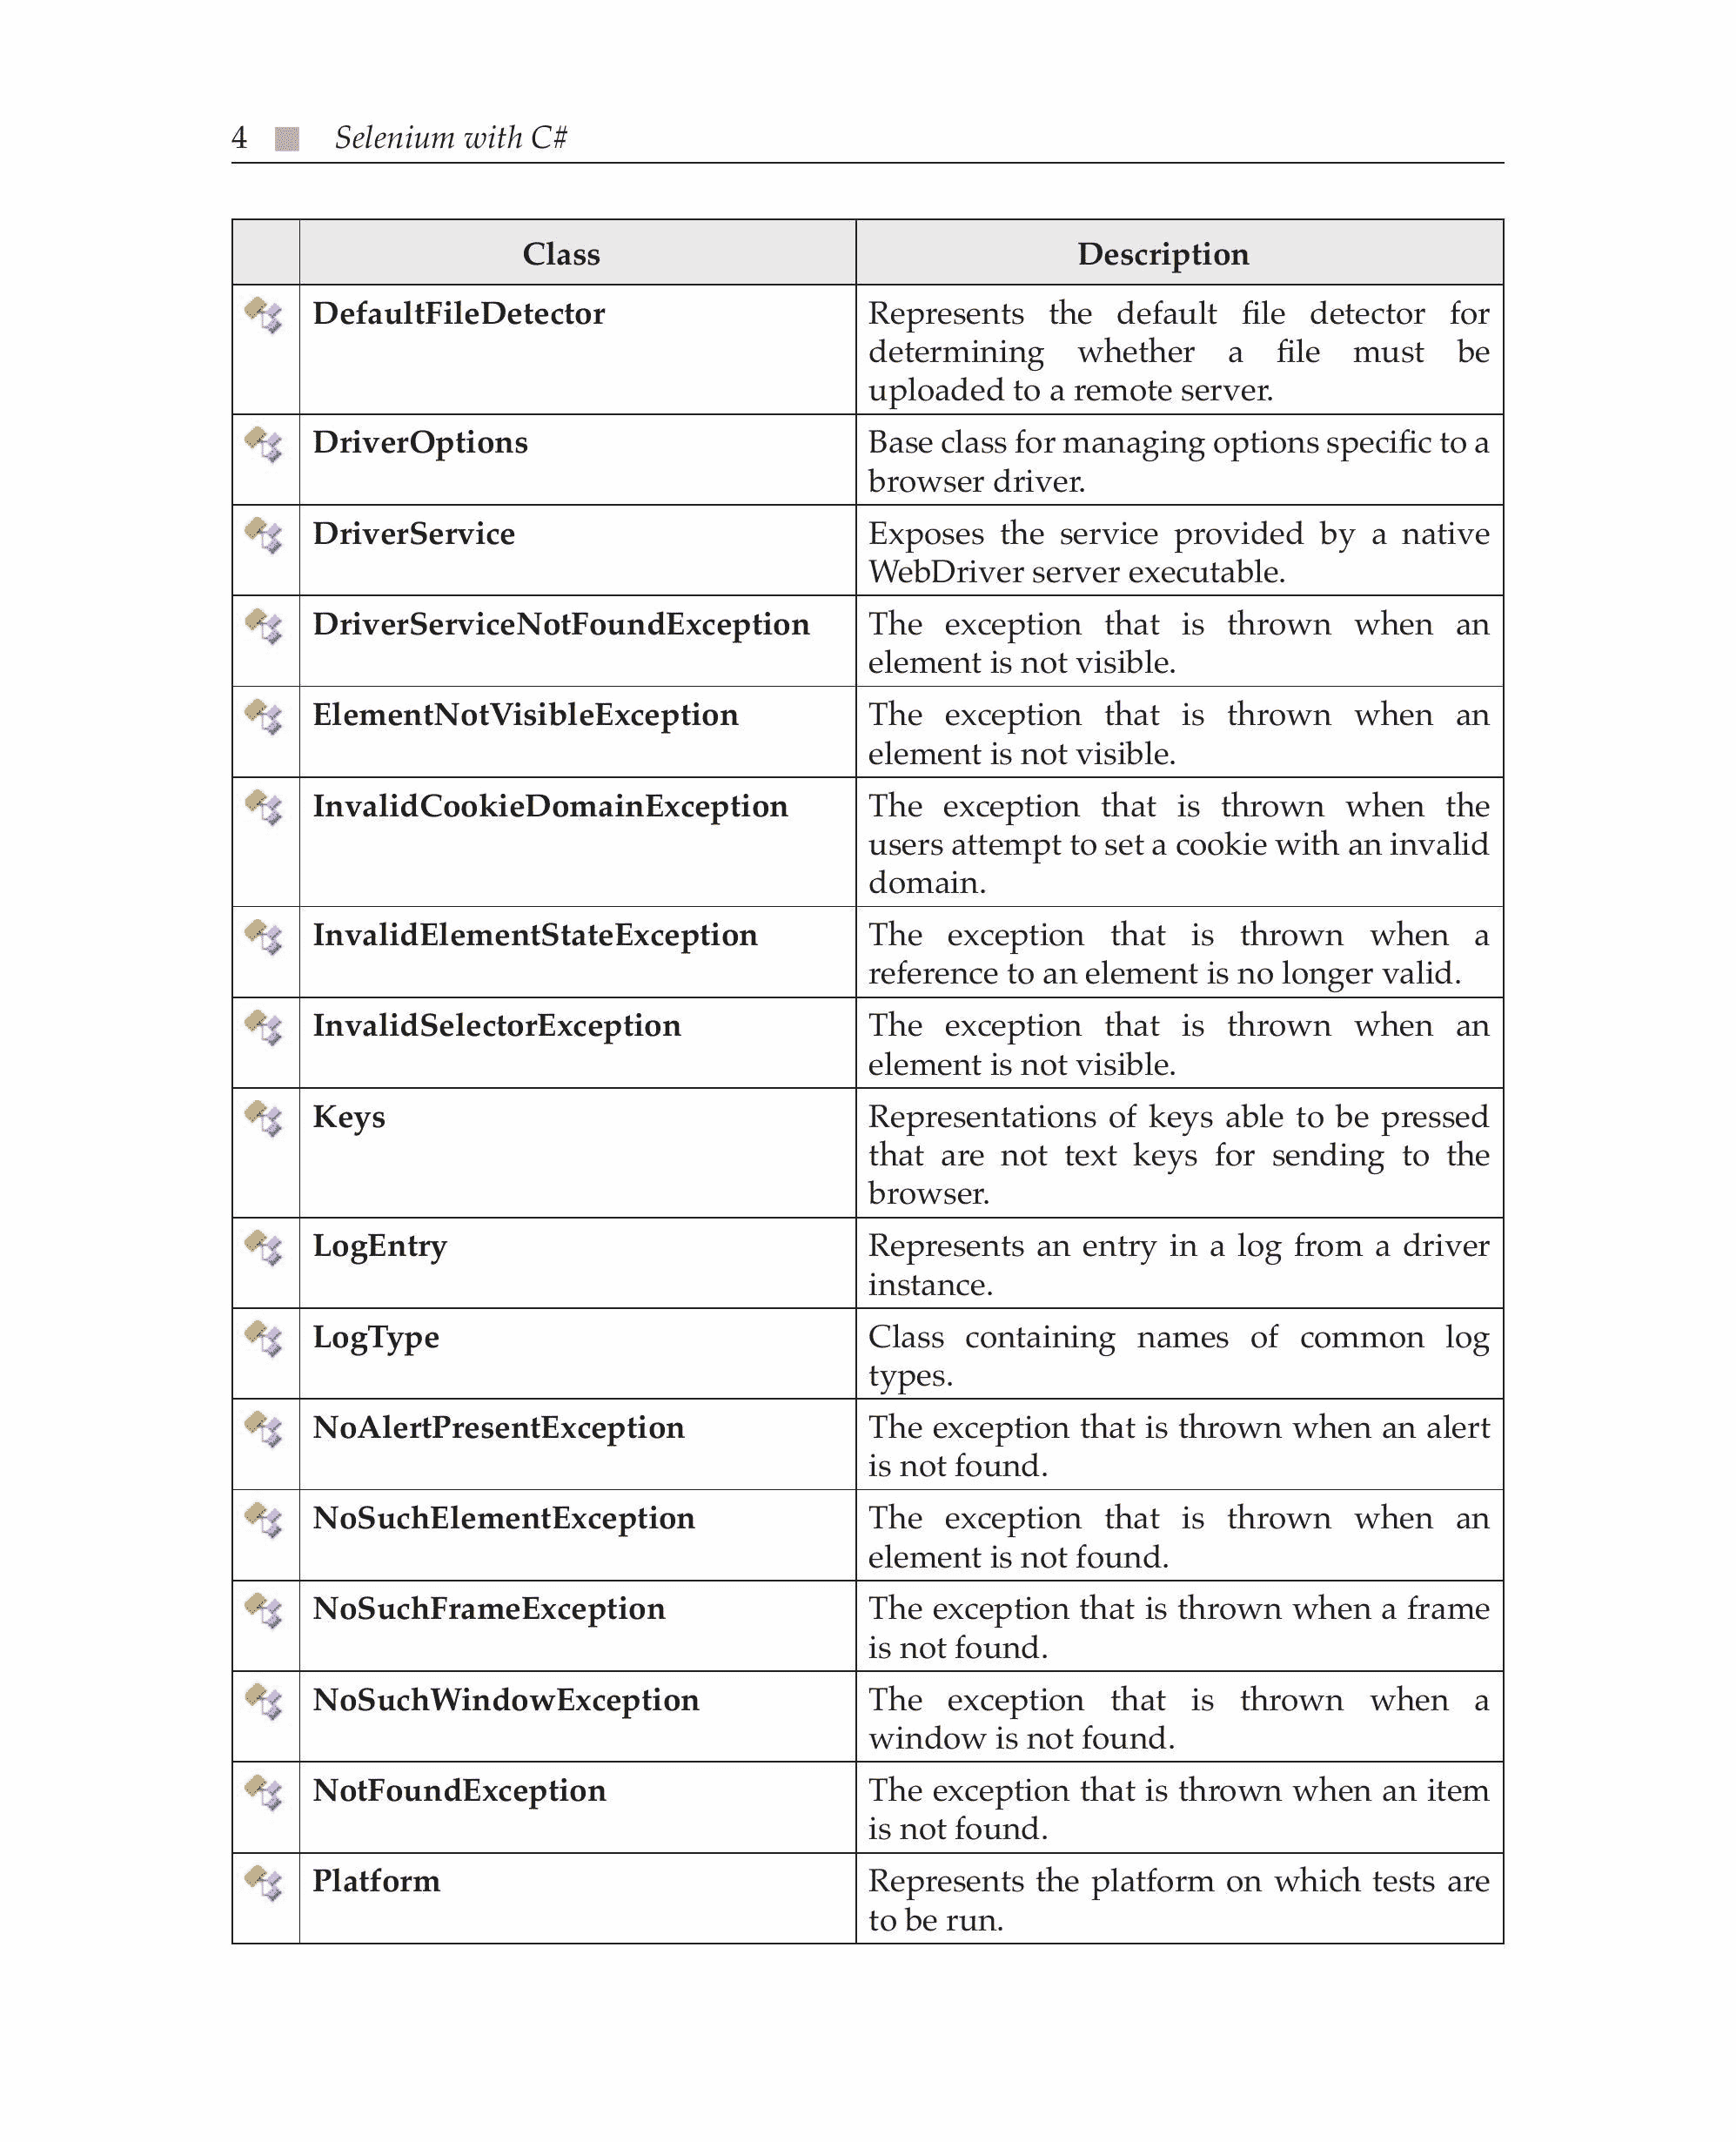 4 Selenium with C#
Class Description
DefaultFileDetector Represents the default file detector for
determining whether a file must be
uploaded to a remote server.
DriverOptions Base class for managing options specific to a
browser driver.
DriverService Exposes the service provided by a native
WebDriver server executable.
DriverServiceNotFoundException The exception that is thrown when an
element is not visible.
ElementNotVisibleException The exception that is thrown when an
element is not visible.
InvalidCookieDomainException The exception that is thrown when the
users attempt to set a cookie with an invalid
domain.
InvalidElementStateException The exception that is thrown when a
reference to an element is no longer valid.
InvalidSelectorException The exception that is thrown when an
element is not visible.
Keys Representations of keys able to be pressed
that are not text keys for sending to the
browser.
LogEntry Represents an entry in a log from a driver
instance.
LogType Class containing names of common log
types.
NoAlertPresentException The exception that is thrown when an alert
is not found.
NoSuchElementException The exception that is thrown when an
element is not found.
NoSuchFrameException The exception that is thrown when a frame
is not found.
NoSuchWindowException The exception that is thrown when a
window is not found.
NotFoundException The exception that is thrown when an item
is not found.
Platform Represents the platform on which tests are
to be run.